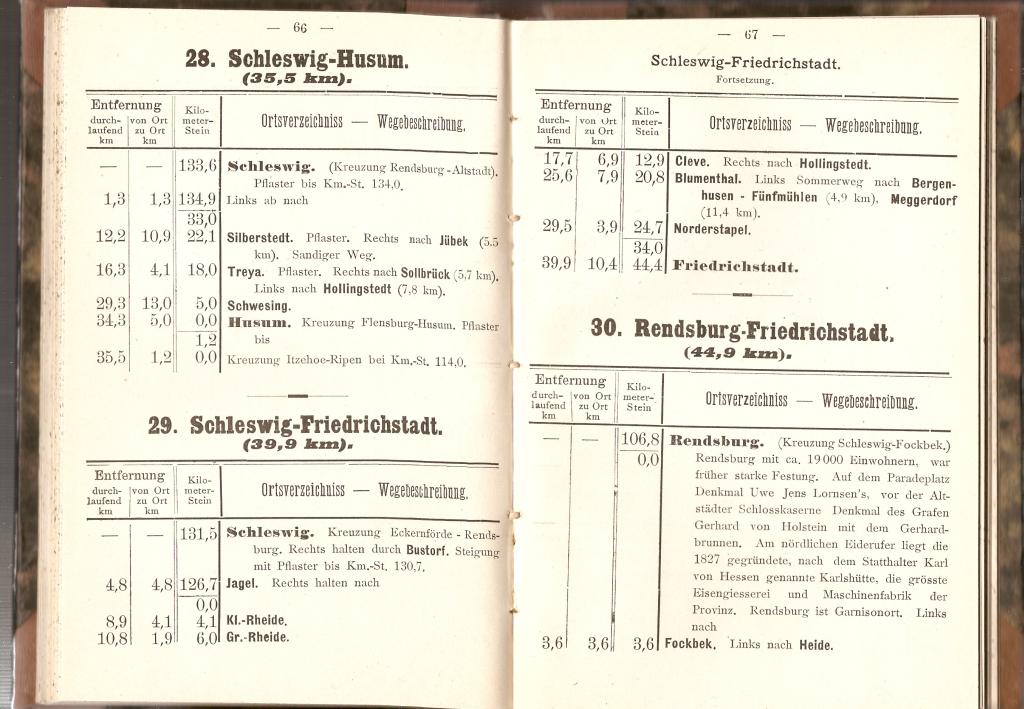 — 66 —
28. Schleswig-Husum.
(35,5 km).
Entfernung
durch-laufend km | von Ort zu Ort km | Kilo-meter-Stein | Ortsverzeichniss — Wegebeschreibung.
— — 133,6 Schleswig. (Kreuzung Rendsburg-Altstadt).
Pflaster bis Km.-St. 134,0.
1,3 1,3 134,9 Links ab nach
33,0
12,2 10,9 22,1 Silberstedt. Pflaster. Rechts nach Jübek (5,5
km). Sandiger Weg.
16,3 4,1 18,0 Treya. Pflaster. Rechts nach Sollbrück (5,7 km).
Links nach Hollingstedt (7,8 km).
29,3 13,0 5,0 Schwesing.
34,3 5,0 0,0 Husum. Kreuzung Flensburg-Husum. Pflaster
1,2 bis
35,5 1,2 0,0 Kreuzung Itzehoe-Ripen bei Km.-St. 114,0.
29. Schleswig-Friedrichstadt.
(39,9 km).
Entfernung
durch-laufend km | von Ort zu Ort km | Kilo-meter-Stein | Ortsverzeichniss — Wegebeschreibung.
— — 131,5 Schleswig. Kreuzung Eckernförde - Rends-
burg. Rechts halten durch Bustorf. Steigung
mit Pflaster bis Km.-St. 130,7.
4,8 4,8 126,7 Jagel. Rechts halten nach
0,0
8,9 4,1 4,1 Kl.-Rheide.
10,8 1,9 6,0 Gr.-Rheide.
— 67 —
Schleswig-Friedrichstadt.
Fortsetzung.
Entfernung
durch-laufend km | von Ort zu Ort km | Kilo-meter-Stein | Ortsverzeichniss — Wegebeschreibung.
17,7 6,9 12,9 Cleve. Rechts nach Hollingstedt.
25,6 7,9 20,8 Blumenthal. Links Sommerweg nach Bergen-
husen - Fünfmühlen (4,9 km), Meggerdorf
(11,4 km).
29,5 3,9 24,7 Norderstapel.
34,0
39,9 10,4 44,4 Friedrichstadt.
30. Rendsburg-Friedrichstadt.
(44,9 km).
Entfernung
durch-laufend km | von Ort zu Ort km | Kilo-meter-Stein | Ortsverzeichniss — Wegebeschreibung.
— — 106,8 Rendsburg. (Kreuzung Schleswig-Fockbek.)
0,0 Rendsburg mit ca. 19 000 Einwohnern, war
früher starke Festung. Auf dem Paradeplatz
Denkmal Uwe Jens Lornsen's, vor der Alt-
städter Schlosskaserne Denkmal des Grafen
Gerhard von Holstein mit dem Gerhard-
brunnen. Am nördlichen Eiderufer liegt die
1827 gegründete, nach dem Statthalter Karl
von Hessen genannte Karlshütte, die grösste
Eisengiesserei und Maschinenfabrik der
Provinz. Rendsburg ist Garnisonort. Links
nach
3,6 3,6 3,6 Fockbek. Links nach Heide.